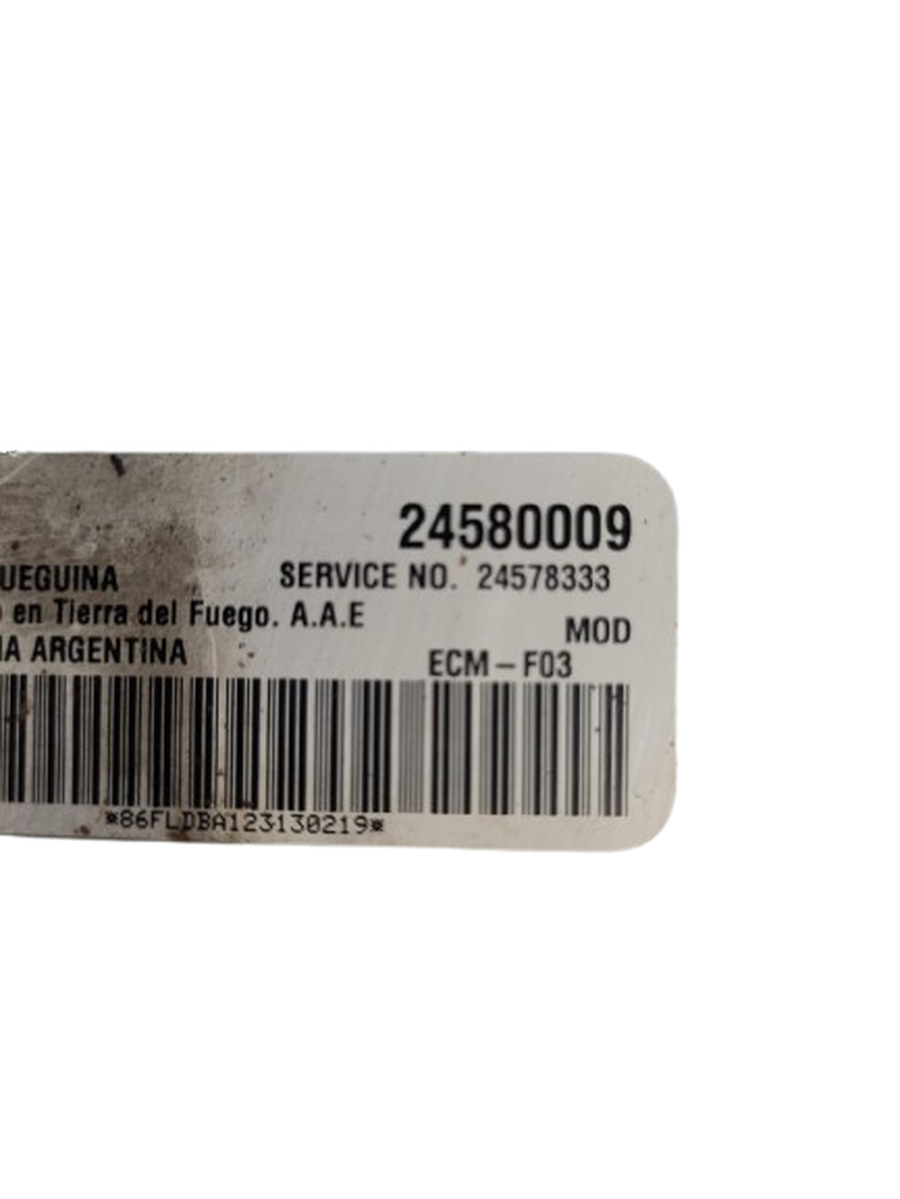 24580009
UEGUINA SERVICE NO. 24578333
en Tierra del Fuego. A.A.E
MOD
IA ARGENTINA ECM – F03
*86FLDBA123130219*